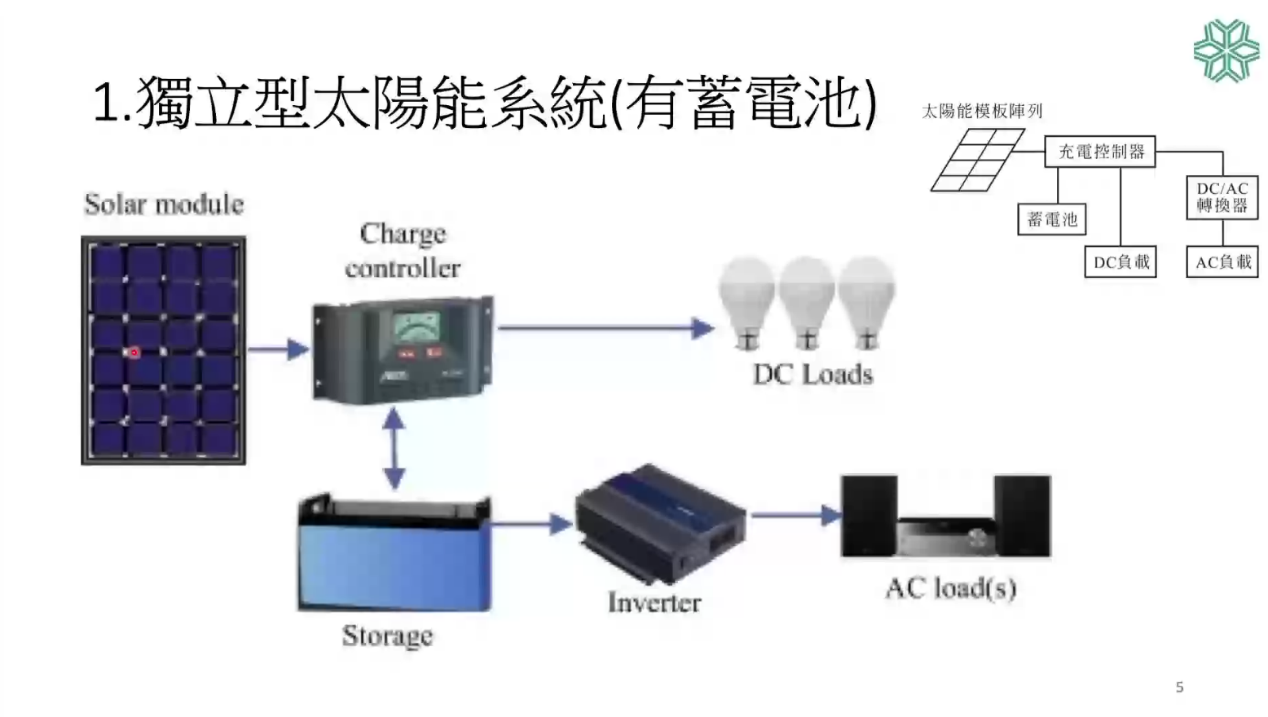 1.獨立型太陽能系統(有蓄電池)
太陽能模板陣列
充電控制器
DC/AC
轉換器
蓄電池
DC負載
AC負載
Solar module
Charge
controller
DC Loads
Storage
Inverter
AC load(s)
5